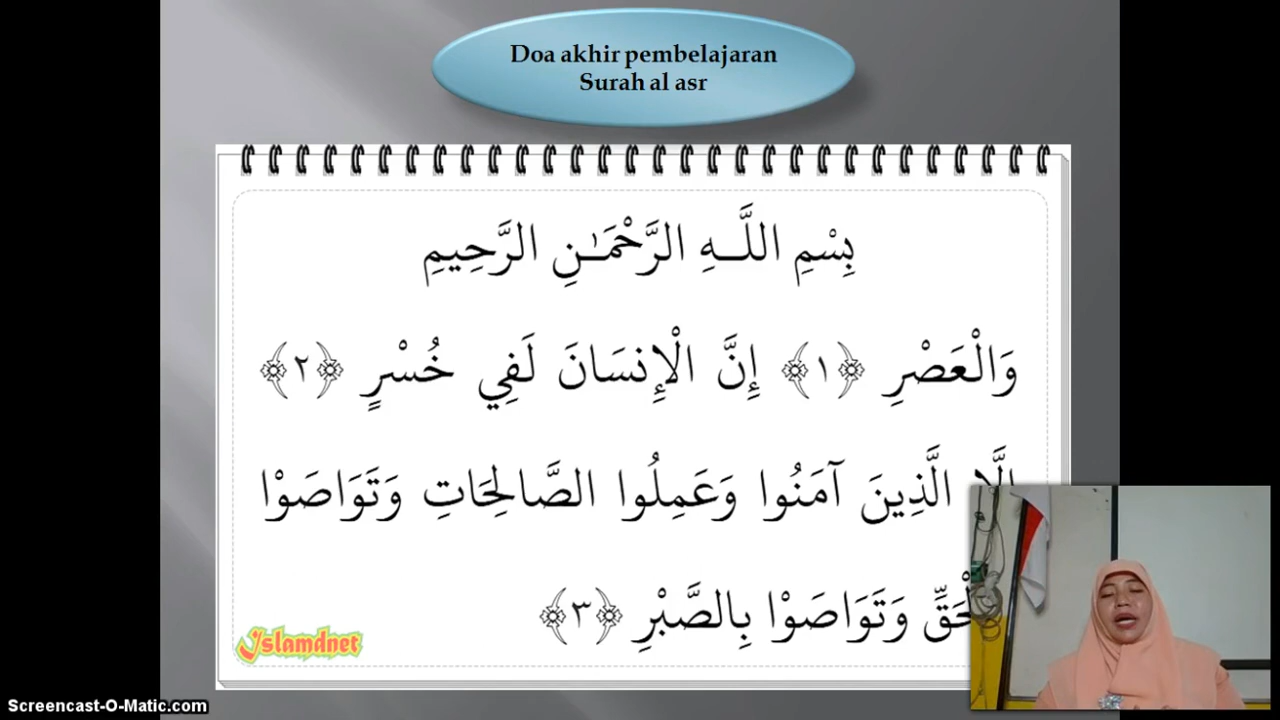 Doa akhir pembelajaran
Surah al asr
بِسْمِ اللَّـهِ الرَّحْمَـٰنِ الرَّحِيمِ
وَالْعَصْرِ ﴿١﴾ إِنَّ الْإِنسَانَ لَفِي خُسْرٍ ﴿٢﴾
الَّذِينَ آمَنُوا وَعَمِلُوا الصَّالِحَاتِ وَتَوَاصَوْا
وَتَوَاصَوْا بِالصَّبْرِ ﴿٣﴾
Islamdnet
Screencast-O-Matic.com